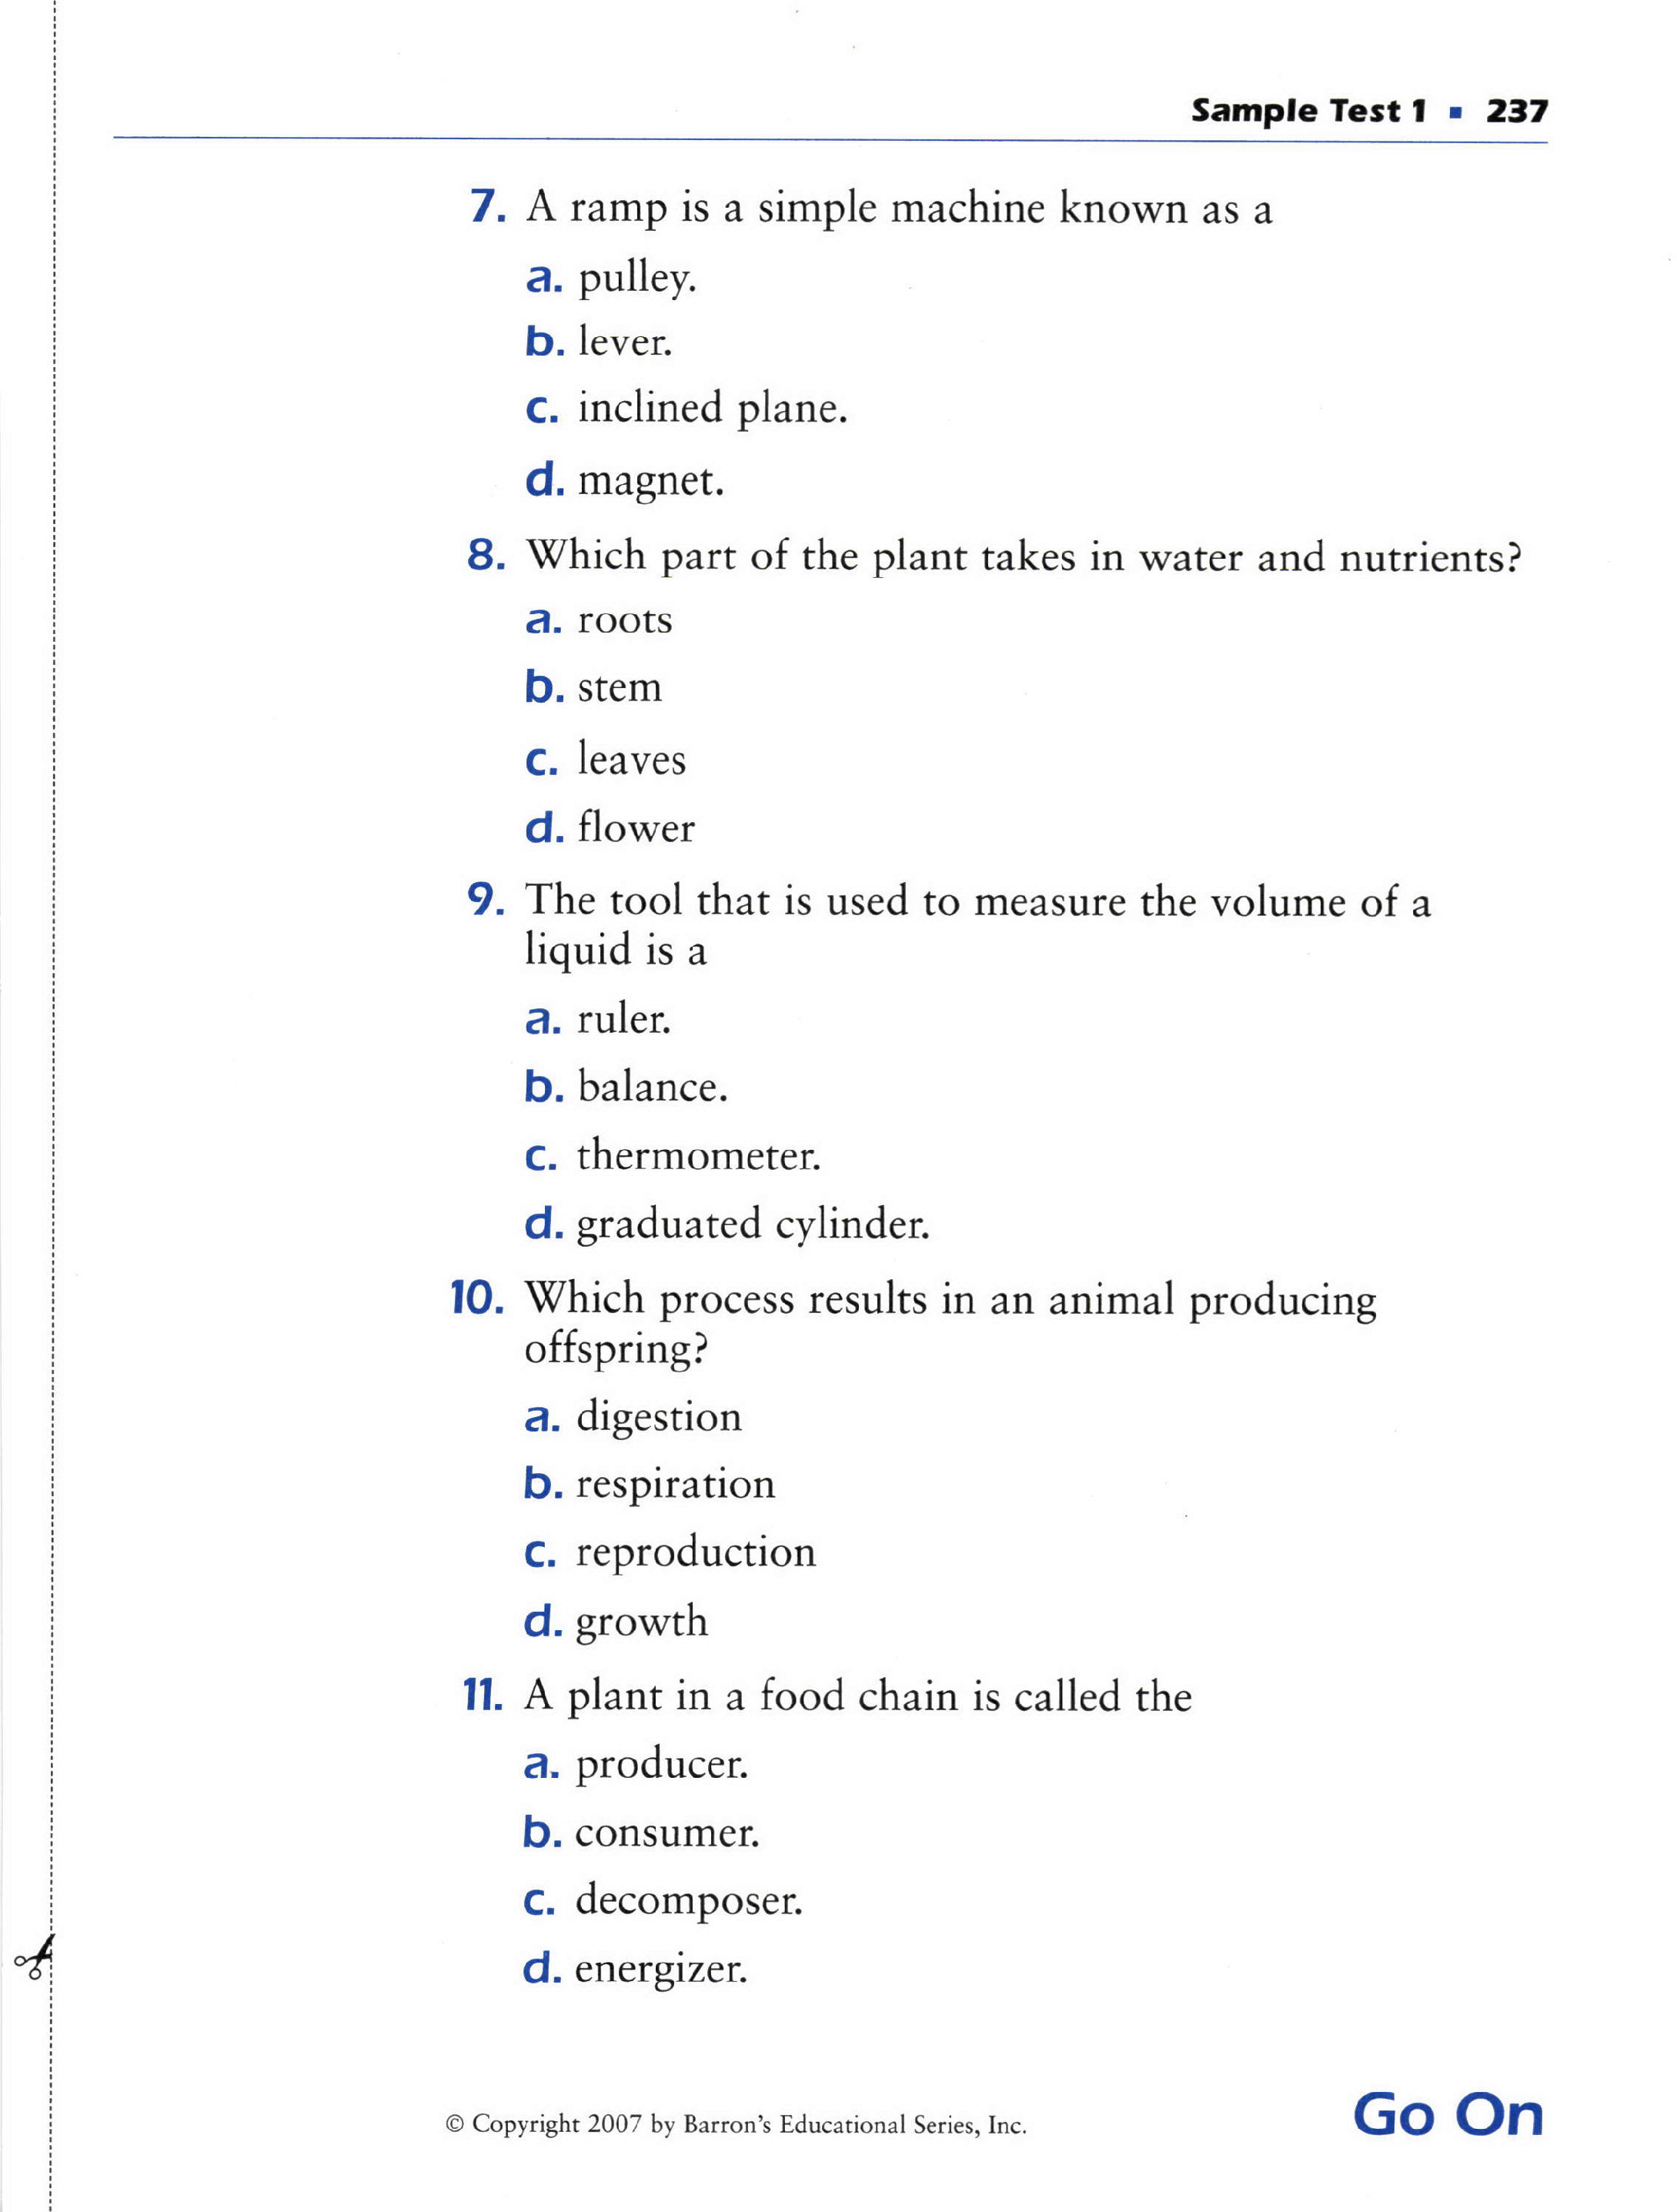 Sample Test 1 ▪ 237
7. A ramp is a simple machine known as a
a. pulley.
b. lever.
c. inclined plane.
d. magnet.
8. Which part of the plant takes in water and nutrients?
a. roots
b. stem
c. leaves
d. flower
9. The tool that is used to measure the volume of a
liquid is a
a. ruler.
b. balance.
c. thermometer.
d. graduated cylinder.
10. Which process results in an animal producing
offspring?
a. digestion
b. respiration
c. reproduction
d. growth
11. A plant in a food chain is called the
a. producer.
b. consumer.
c. decomposer.
d. energizer.
© Copyright 2007 by Barron's Educational Series, Inc.
Go On